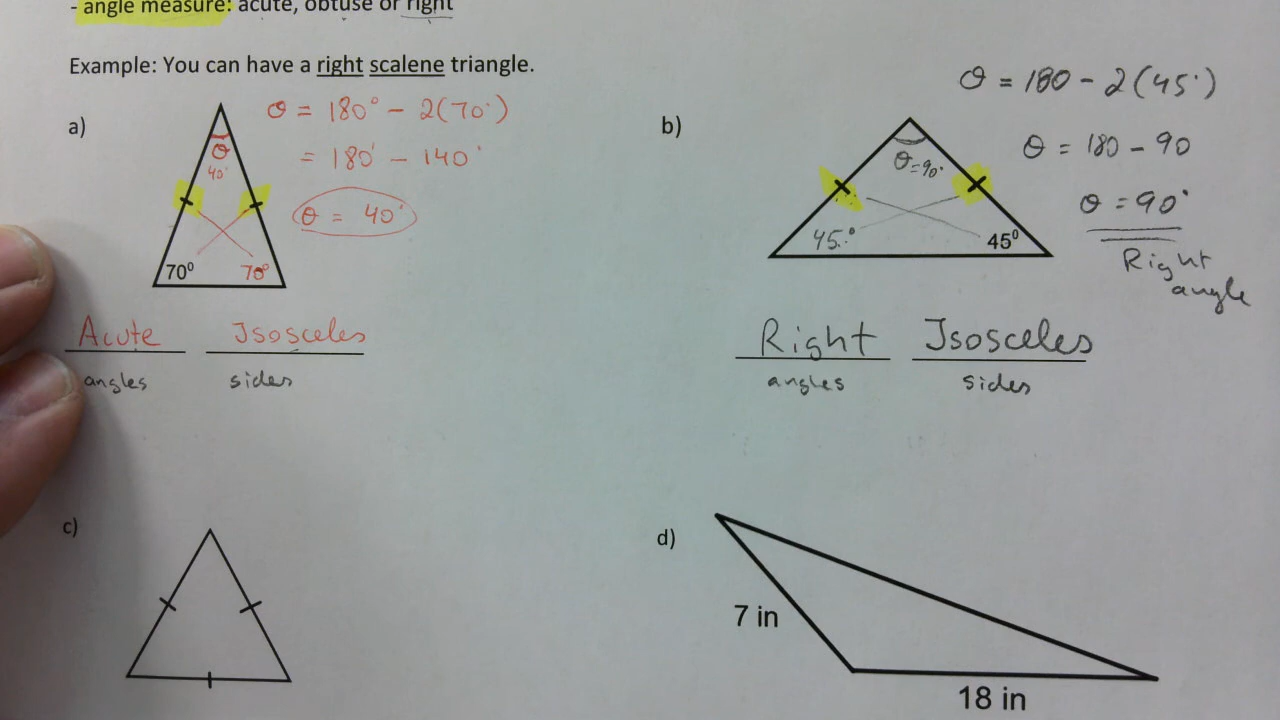 - angle measure: acute, obtuse or right
Example: You can have a right scalene triangle.
a)
θ = 180° - 2(70°)
= 180° - 140°
θ = 40°
θ
40°
70°
70°
Acute Isosceles
angles sides
b)
θ = 180 - 2(45°)
θ = 180 - 90
θ = 90°
Right
angle
θ=90°
45°
45⁰
Right Isosceles
angles sides
c)
d)
7 in
18 in